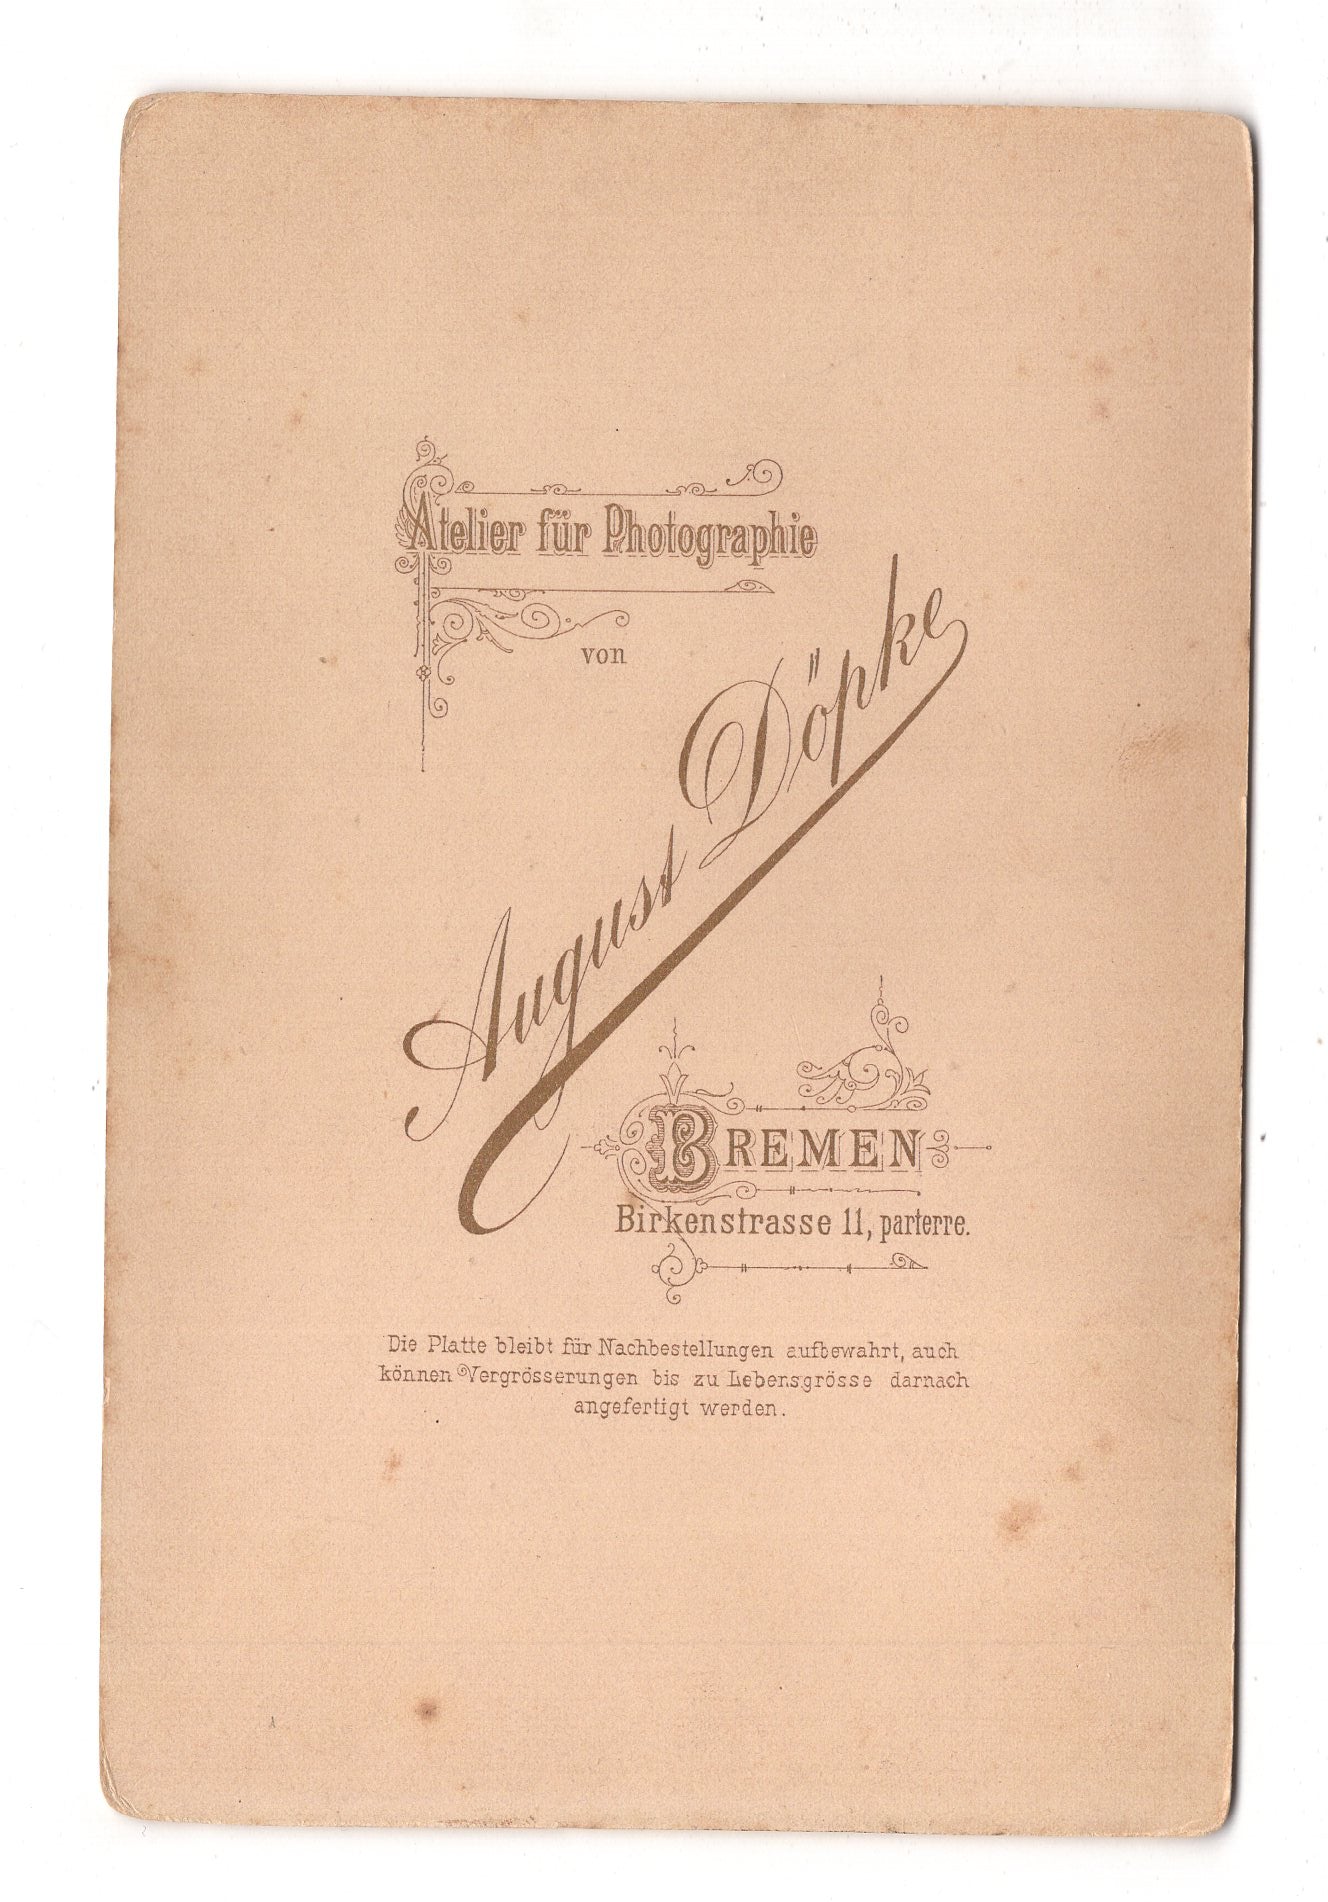 Atelier für Photographie
von
August Döpke
BREMEN
Birkenstrasse 11, parterre.
Die Platte bleibt für Nachbestellungen aufbewahrt, auch
können Vergrösserungen bis zu Lebensgrösse darnach
angefertigt werden.